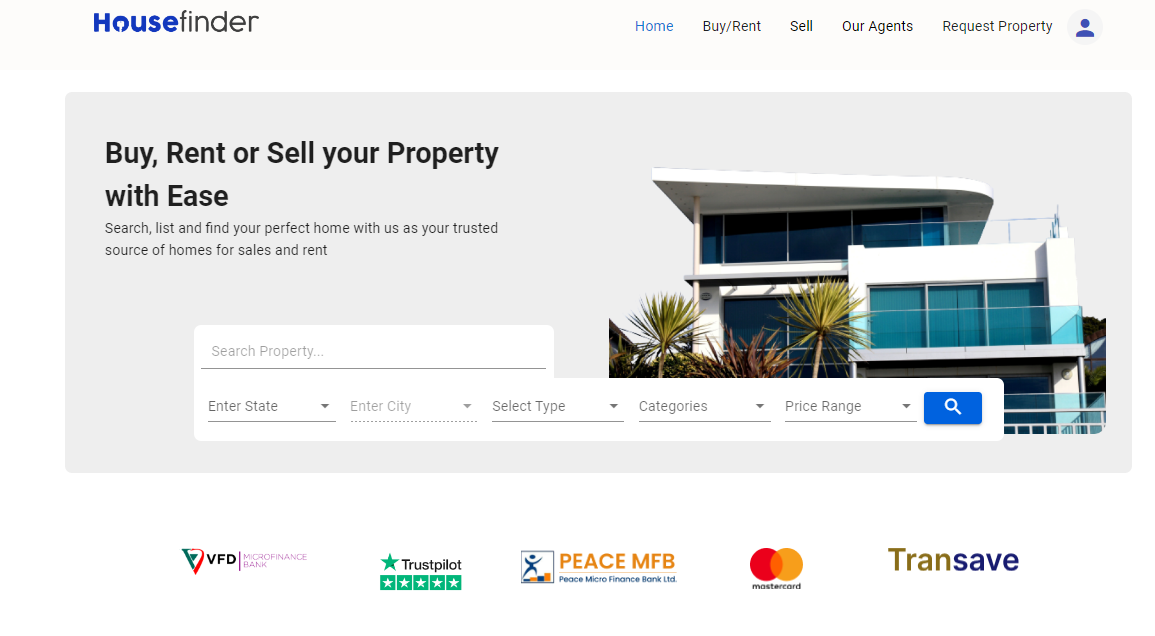 Housefinder
Home Buy/Rent Sell Our Agents Request Property
Buy, Rent or Sell your Property
with Ease
Search, list and find your perfect home with us as your trusted
source of homes for sales and rent
Search Property...
Enter State Enter City Select Type Categories Price Range
VFD MICROFINANCE
BANK
Trustpilot
PEACE MFB
Peace Micro Finance Bank Ltd.
mastercard
Transave